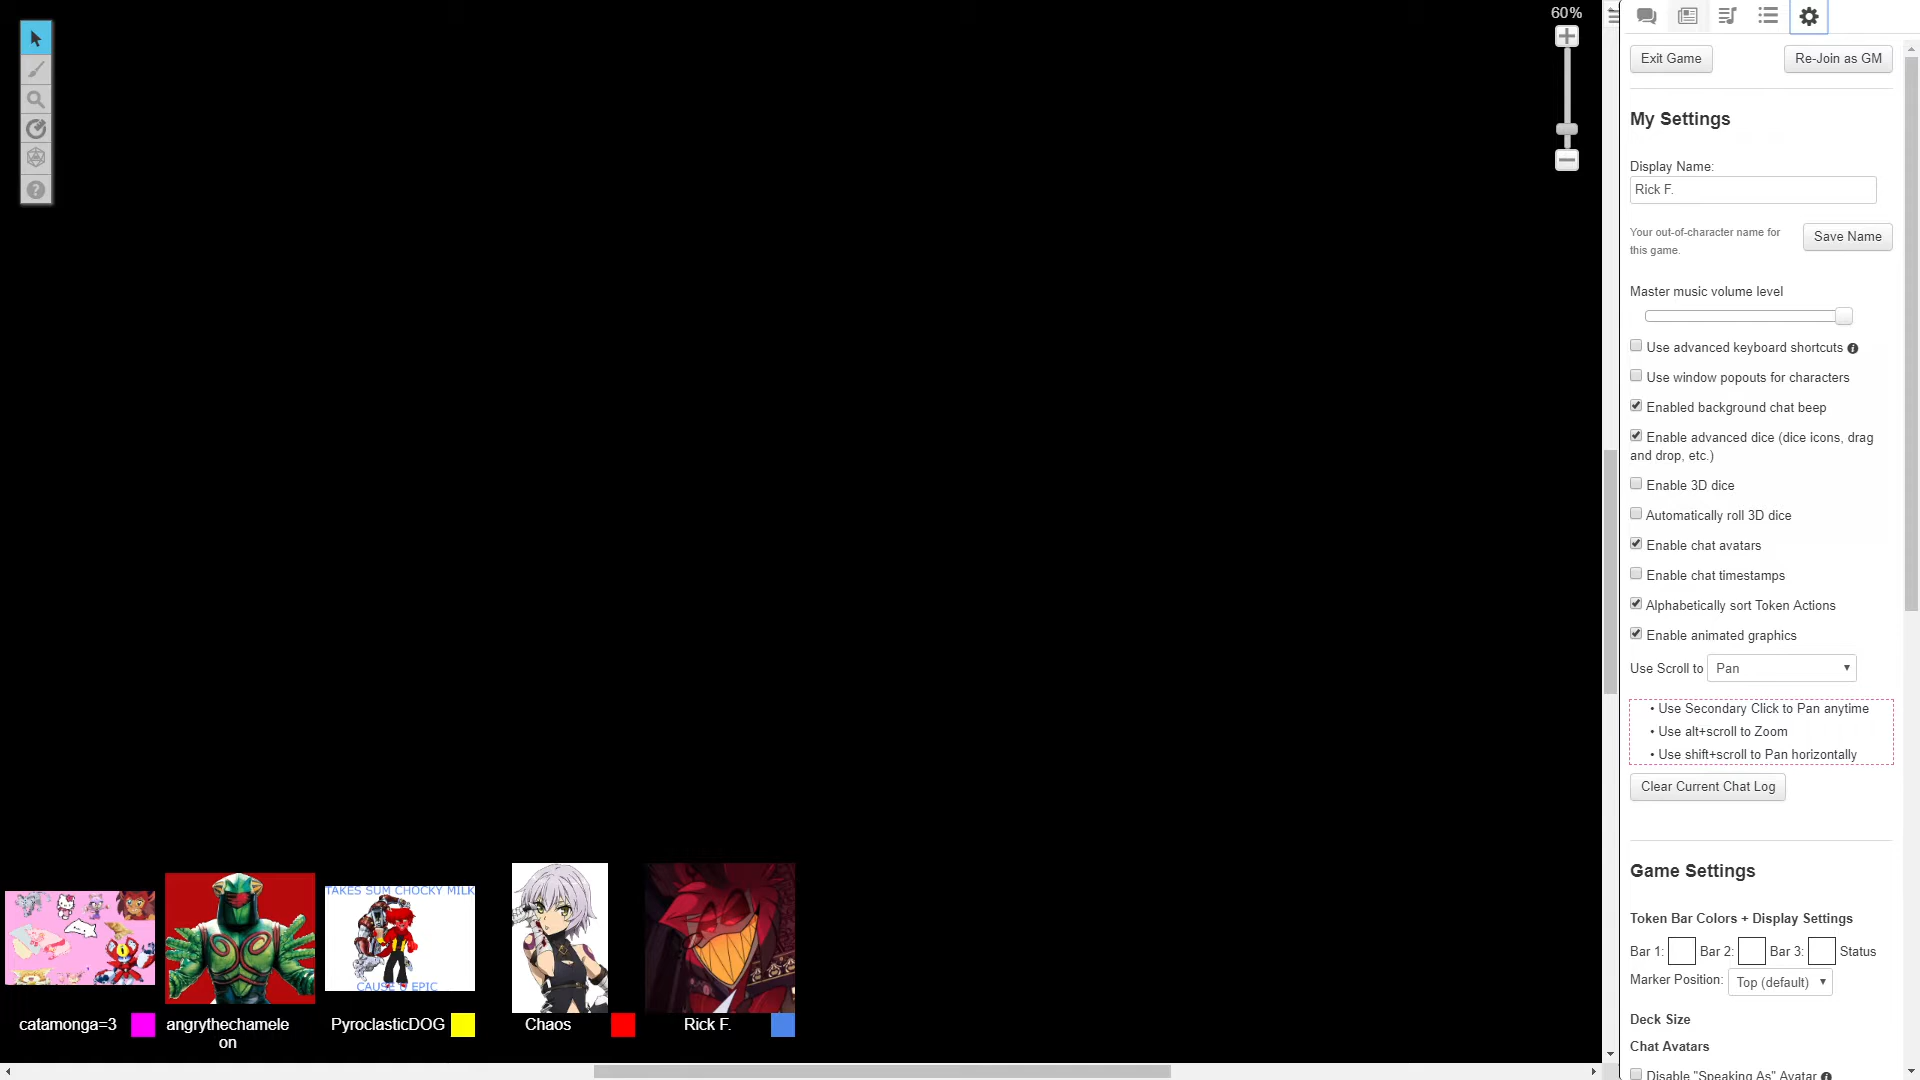 60%
Exit Game
Re-Join as GM
My Settings
Display Name:
Rick F.
Your out-of-character name for
this game.
Save Name
Master music volume level
Use advanced keyboard shortcuts
Use window popouts for characters
Enabled background chat beep
Enable advanced dice (dice icons, drag
and drop, etc.)
Enable 3D dice
Automatically roll 3D dice
Enable chat avatars
Enable chat timestamps
Alphabetically sort Token Actions
Enable animated graphics
Use Scroll to Pan
• Use Secondary Click to Pan anytime
• Use alt+scroll to Zoom
• Use shift+scroll to Pan horizontally
Clear Current Chat Log
Game Settings
Token Bar Colors + Display Settings
Bar 1: Bar 2: Bar 3: Status
Marker Position: Top (default)
Deck Size
Chat Avatars
Disable "Speaking As" Avatar
TAKES SUM CHOCKY MILK
CAUSE U EPIC
catamonga=3
angrythechamele
on
PyroclasticDOG
Chaos
Rick F.